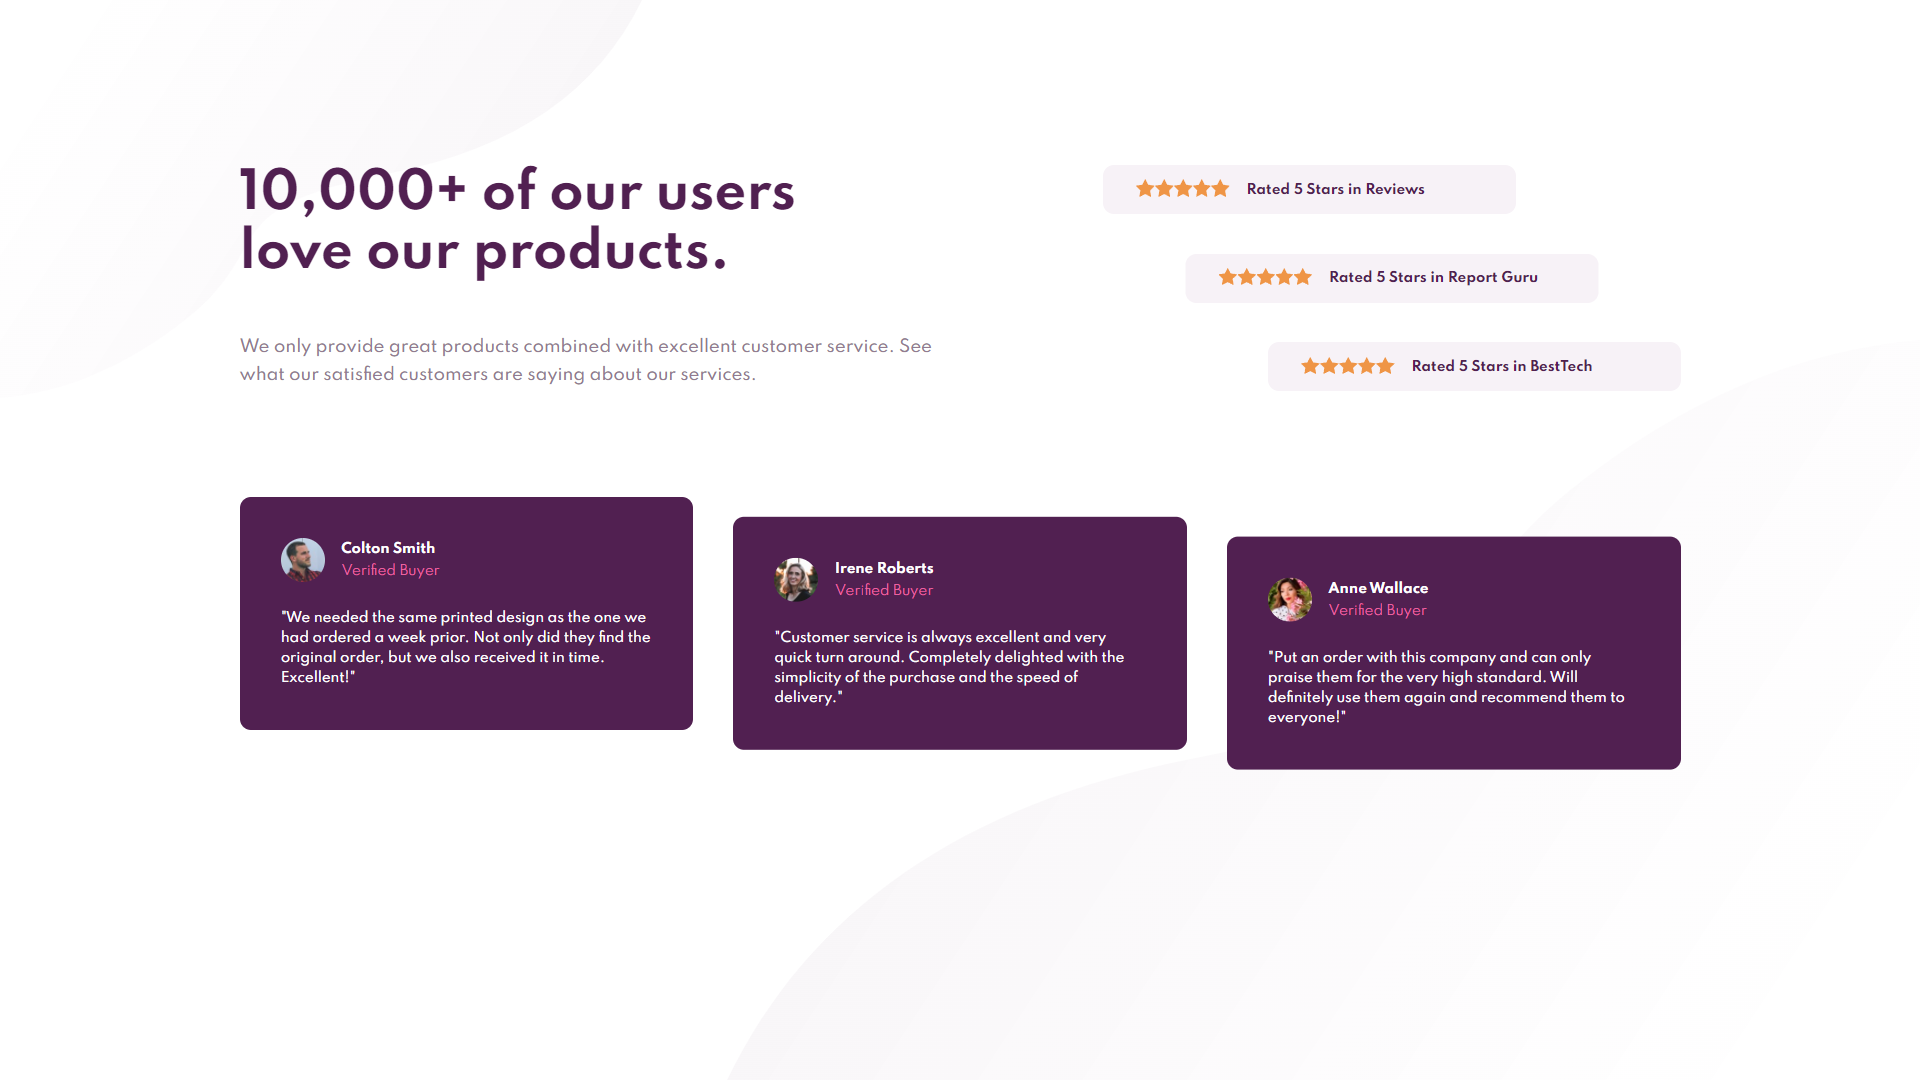 10,000+ of our users
love our products.
We only provide great products combined with excellent customer service. See
what our satisfied customers are saying about our services.
Rated 5 Stars in Reviews
Rated 5 Stars in Report Guru
Rated 5 Stars in BestTech
Colton Smith
Verified Buyer
"We needed the same printed design as the one we
had ordered a week prior. Not only did they find the
original order, but we also received it in time.
Excellent!"
Irene Roberts
Verified Buyer
"Customer service is always excellent and very
quick turn around. Completely delighted with the
simplicity of the purchase and the speed of
delivery."
Anne Wallace
Verified Buyer
"Put an order with this company and can only
praise them for the very high standard. Will
definitely use them again and recommend them to
everyone!"